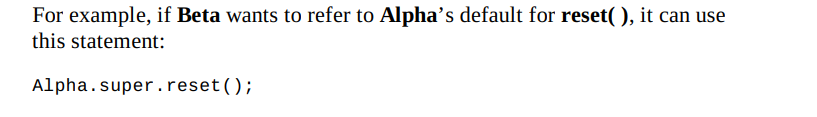 For example, if Beta wants to refer to Alpha's default for reset( ), it can use
this statement:
Alpha.super.reset();